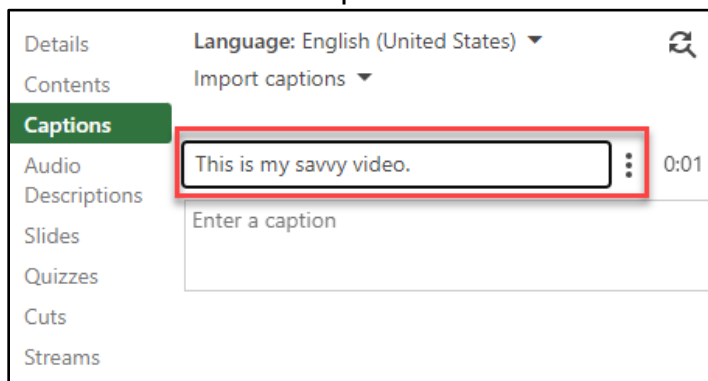 Details
Contents
Captions
Audio
Descriptions
Slides
Quizzes
Cuts
Streams
Language: English (United States)
Import captions
This is my savvy video.
0:01
Enter a caption